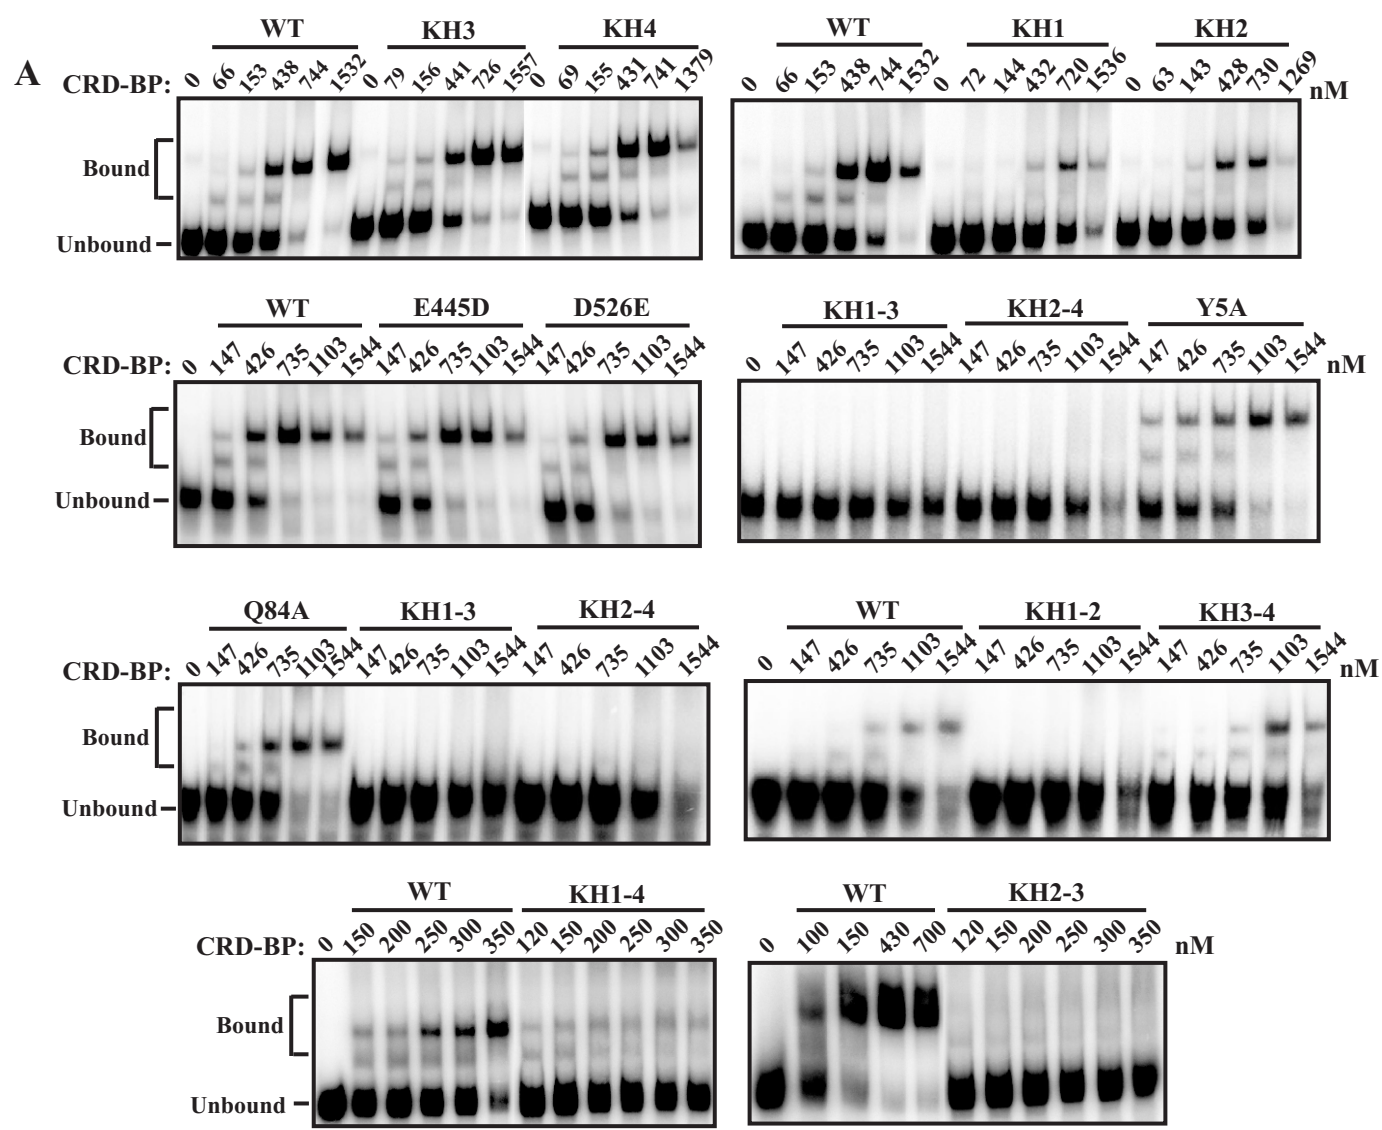 A
WT KH3 KH4
CRD-BP: 0 66 153 438 744 1532 0 79 156 441 726 1557 0 69 155 431 741 1379
Bound
Unbound
WT KH1 KH2
0 66 153 438 744 1532 0 72 144 432 720 1536 0 63 143 428 730 1269 nM
WT E445D D526E
CRD-BP: 0 147 426 735 1103 1544 147 426 735 1103 1544 147 426 735 1103 1544
Bound
Unbound
KH1-3 KH2-4 Y5A
0 147 426 735 1103 1544 147 426 735 1103 1544 147 426 735 1103 1544 nM
Q84A KH1-3 KH2-4
CRD-BP: 0 147 426 735 1103 1544 147 426 735 1103 1544 147 426 735 1103 1544
Bound
Unbound
WT KH1-2 KH3-4
0 147 426 735 1103 1544 147 426 735 1103 1544 147 426 735 1103 1544 nM
WT KH1-4
CRD-BP: 0 150 200 250 300 350 120 150 200 250 300 350
Bound
Unbound
WT KH2-3
0 100 150 430 700 120 150 200 250 300 350 nM